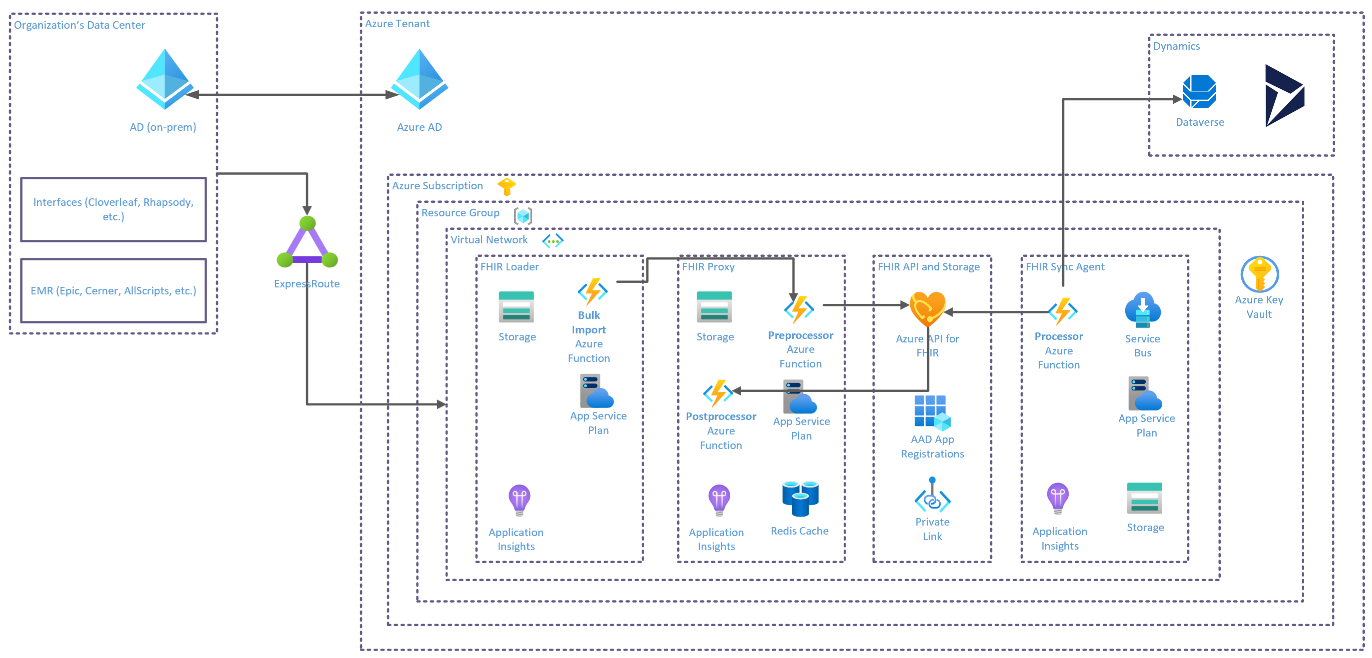 Organization's Data Center
AD (on-prem)
Interfaces (Cloverleaf, Rhapsody,
etc.)
EMR (Epic, Cerner, AllScripts, etc.)
ExpressRoute
Azure Tenant
Azure AD
Dynamics
Dataverse
Azure Subscription
Resource Group
Virtual Network
FHIR Loader
Storage
Bulk
Import
Azure
Function
App Service
Plan
Application
Insights
FHIR Proxy
Storage
Preprocessor
Azure
Function
Postprocessor
Azure
Function
App Service
Plan
Application
Insights
Redis Cache
FHIR API and Storage
Azure API for
FHIR
AAD App
Registrations
Private
Link
FHIR Sync Agent
Processor
Azure
Function
Service
Bus
App Service
Plan
Application
Insights
Storage
Azure Key
Vault